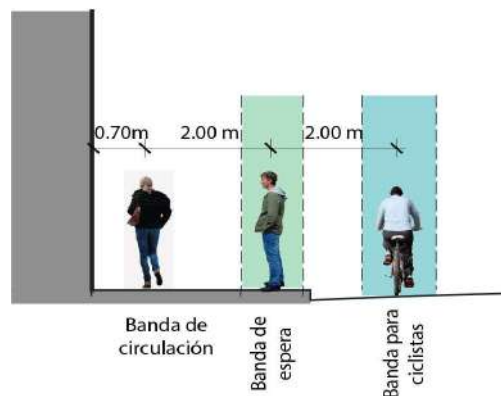 0.70m 2.00 m 2.00 m
Banda de
circulación
Banda de
espera
Banda para
ciclistas